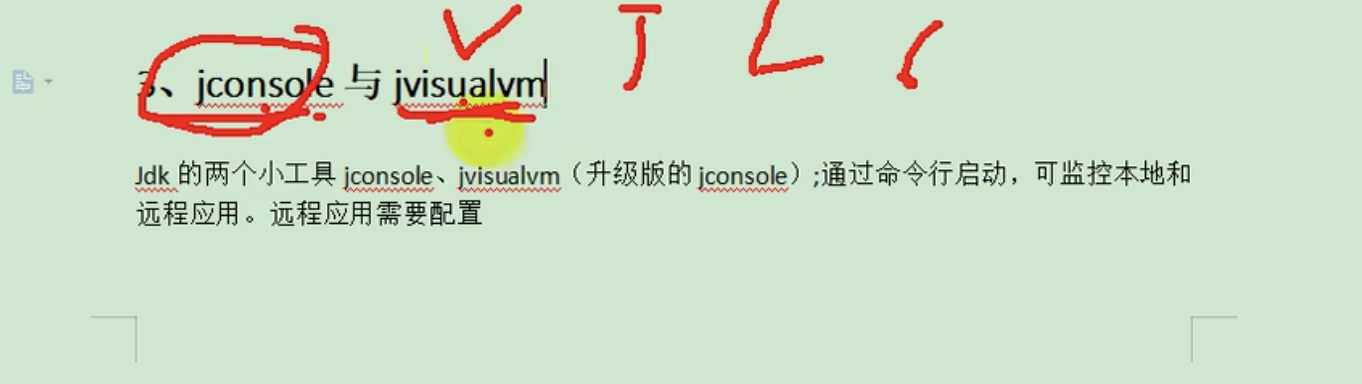 3、jconsole 与 jvisualvm
Jdk 的两个小工具 jconsole、jvisualvm（升级版的 jconsole）;通过命令行启动，可监控本地和
远程应用。远程应用需要配置